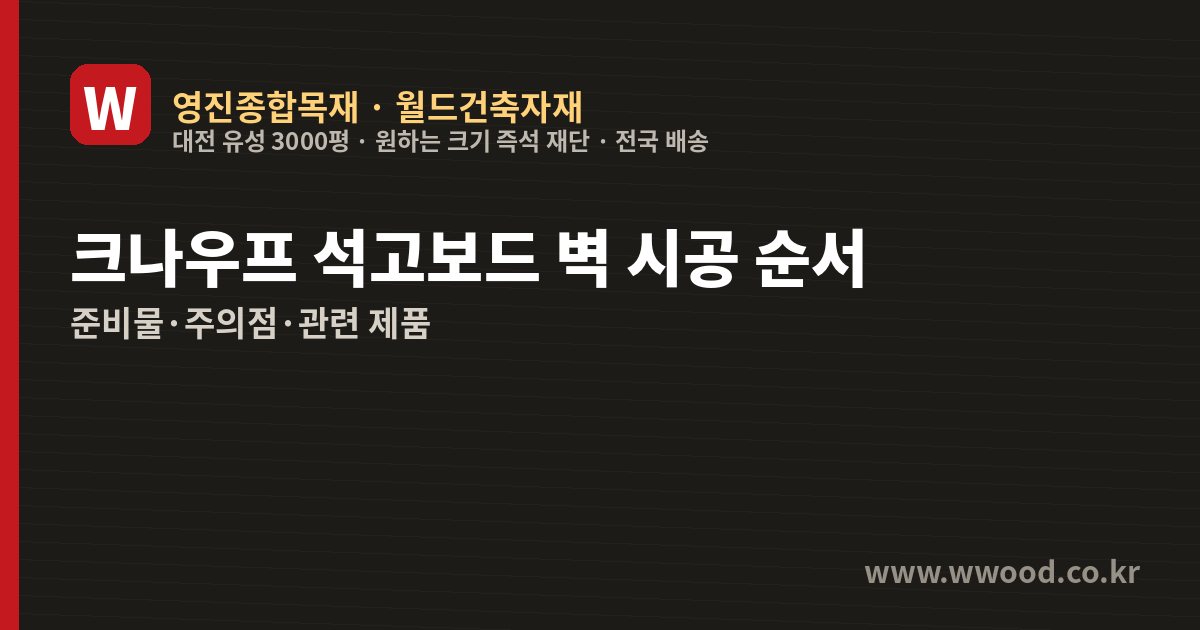 W
영진종합목재 · 월드건축자재
대전 유성 3000평 · 원하는 크기 즉석 재단 · 전국 배송
크나우프 석고보드 벽 시공 순서
준비물·주의점·관련 제품
www.wwood.co.kr